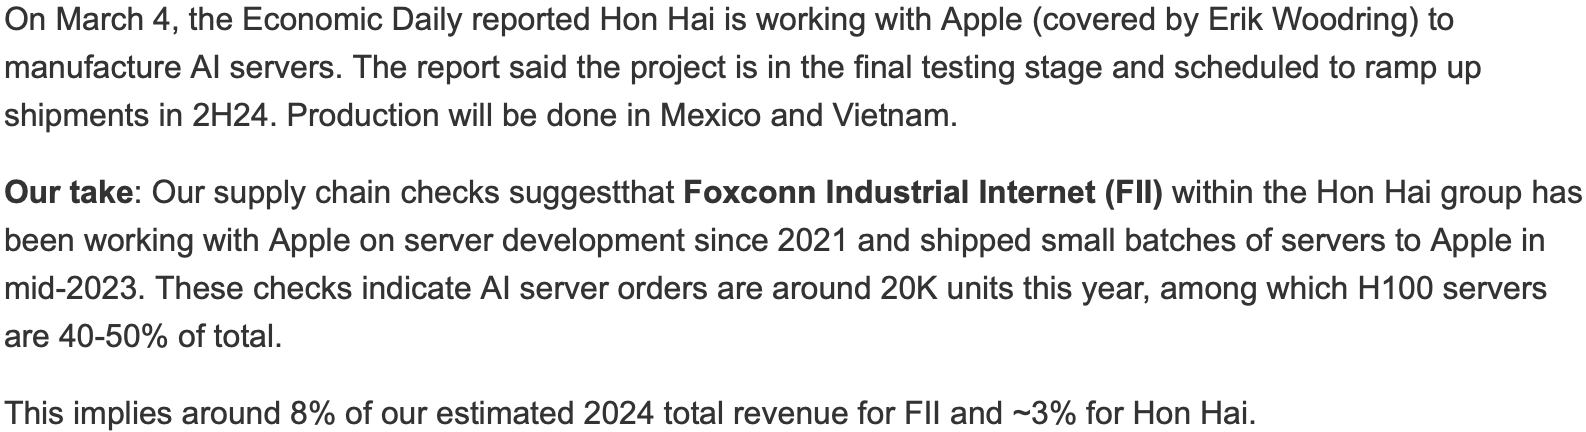 On March 4, the Economic Daily reported Hon Hai is working with Apple (covered by Erik Woodring) to
manufacture AI servers. The report said the project is in the final testing stage and scheduled to ramp up
shipments in 2H24. Production will be done in Mexico and Vietnam.
Our take: Our supply chain checks suggestthat Foxconn Industrial Internet (FII) within the Hon Hai group has
been working with Apple on server development since 2021 and shipped small batches of servers to Apple in
mid-2023. These checks indicate AI server orders are around 20K units this year, among which H100 servers
are 40-50% of total.
This implies around 8% of our estimated 2024 total revenue for FII and ~3% for Hon Hai.